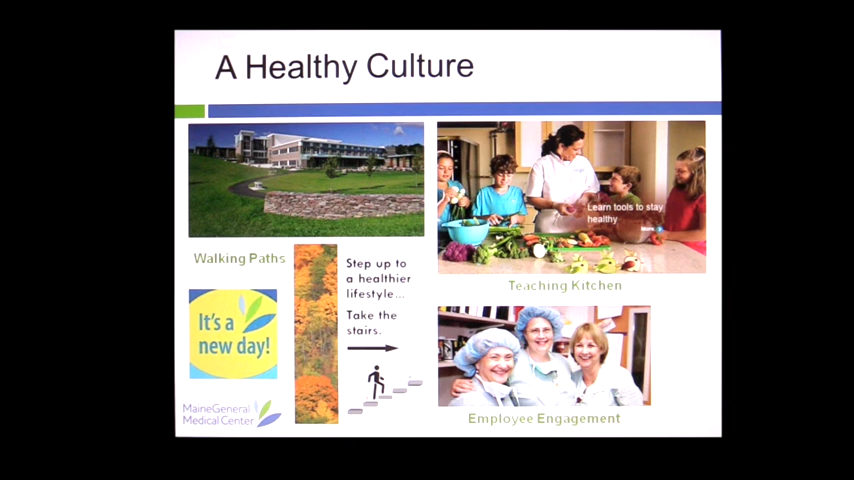 A Healthy Culture
Learn tools to stay
healthy
More
Walking Paths
Teaching Kitchen
Step up to
a healthier
lifestyle...
Take the
stairs.
It's a
new day!
Employee Engagement
MaineGeneral
Medical Center